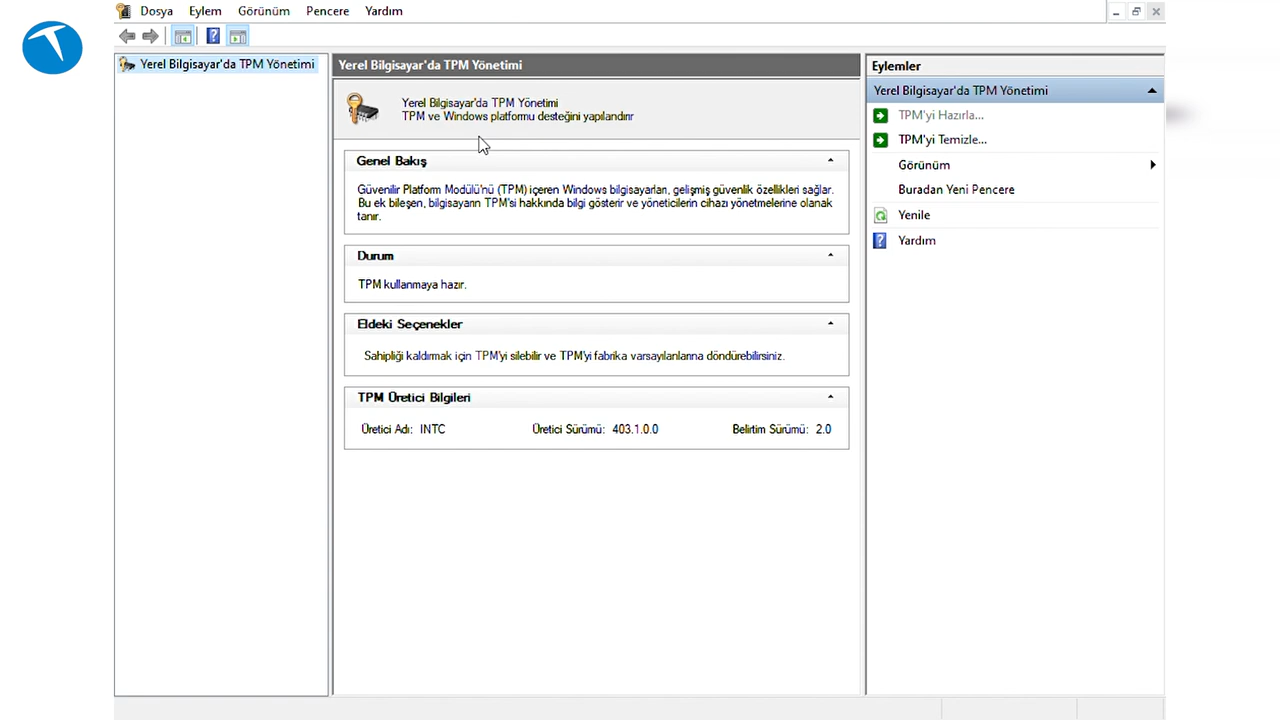 Dosya Eylem Görünüm Pencere Yardım
Yerel Bilgisayar'da TPM Yönetimi
Yerel Bilgisayar'da TPM Yönetimi
Yerel Bilgisayar'da TPM Yönetimi
TPM ve Windows platformu desteğini yapılandırır
Genel Bakış
Güvenilir Platform Modülü'nü (TPM) içeren Windows bilgisayarları, gelişmiş güvenlik özellikleri sağlar.
Bu ek bileşen, bilgisayarın TPM'si hakkında bilgi gösterir ve yöneticilerin cihazı yönetmelerine olanak
tanır.
Durum
TPM kullanmaya hazır.
Eldeki Seçenekler
Sahipliği kaldırmak için TPM'yi silebilir ve TPM'yi fabrika varsayılanlarına döndürebilirsiniz.
TPM Üretici Bilgileri
Üretici Adı: INTC Üretici Sürümü: 403.1.0.0 Belirtim Sürümü: 2.0
Eylemler
Yerel Bilgisayar'da TPM Yönetimi
TPM'yi Hazırla...
TPM'yi Temizle...
Görünüm
Buradan Yeni Pencere
Yenile
Yardım